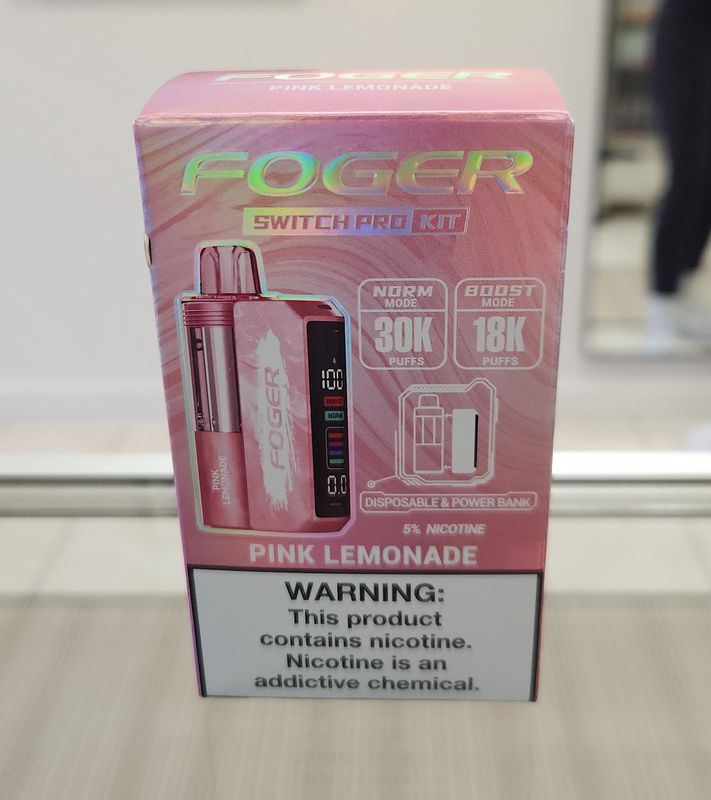 FOGER
PINK LEMONADE
FOGER
SWITCH PRO KIT
NORM
MODE
30K
PUFFS
BOOST
MODE
18K
PUFFS
100
BOOST
NORM
0.0
FOGER
PINK
LEMONADE
DISPOSABLE & POWER BANK
5% NICOTINE
PINK LEMONADE
WARNING:
This product
contains nicotine.
Nicotine is an
addictive chemical.